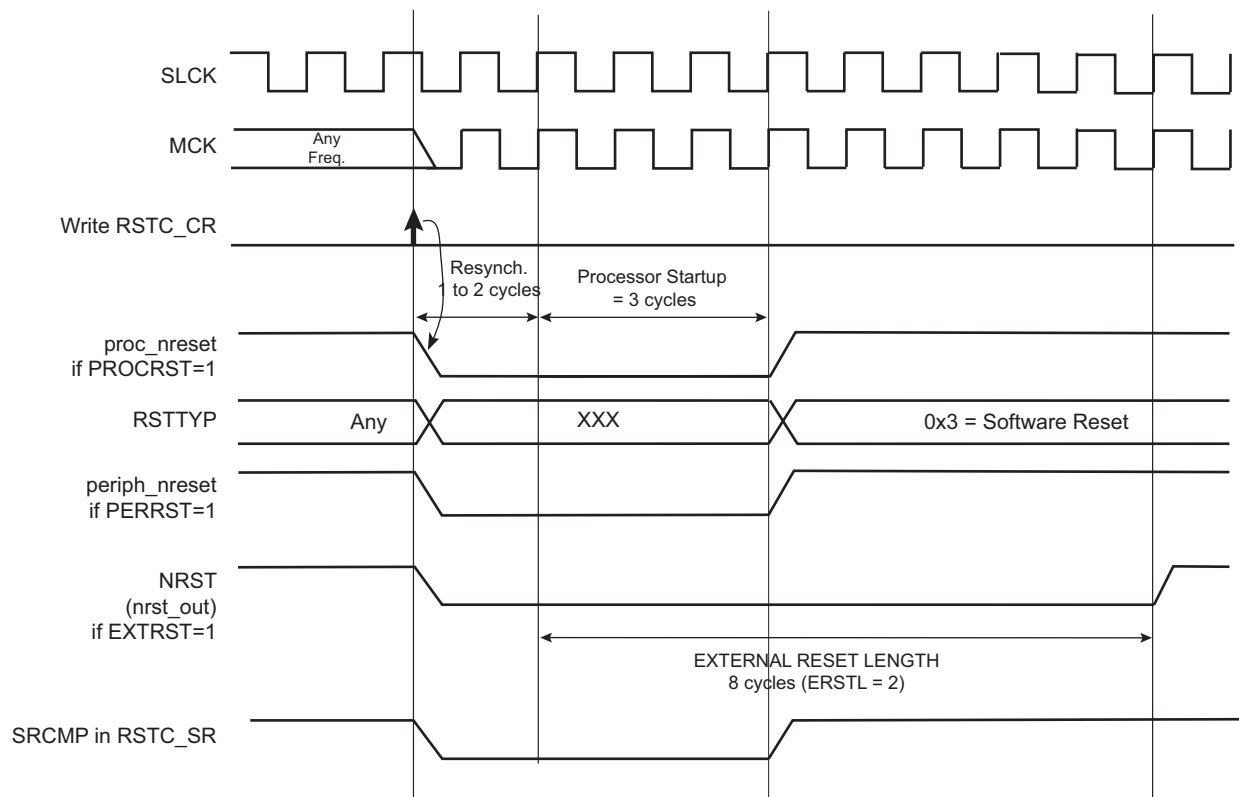 SLCK
MCK
Any
Freq.
Write RSTC_CR
Resynch.
1 to 2 cycles
Processor Startup
= 3 cycles
proc_nreset
if PROCRST=1
RSTTYP
Any
XXX
0x3 = Software Reset
periph_nreset
if PERRST=1
NRST
(nrst_out)
if EXTRST=1
EXTERNAL RESET LENGTH
8 cycles (ERSTL = 2)
SRCMP in RSTC_SR